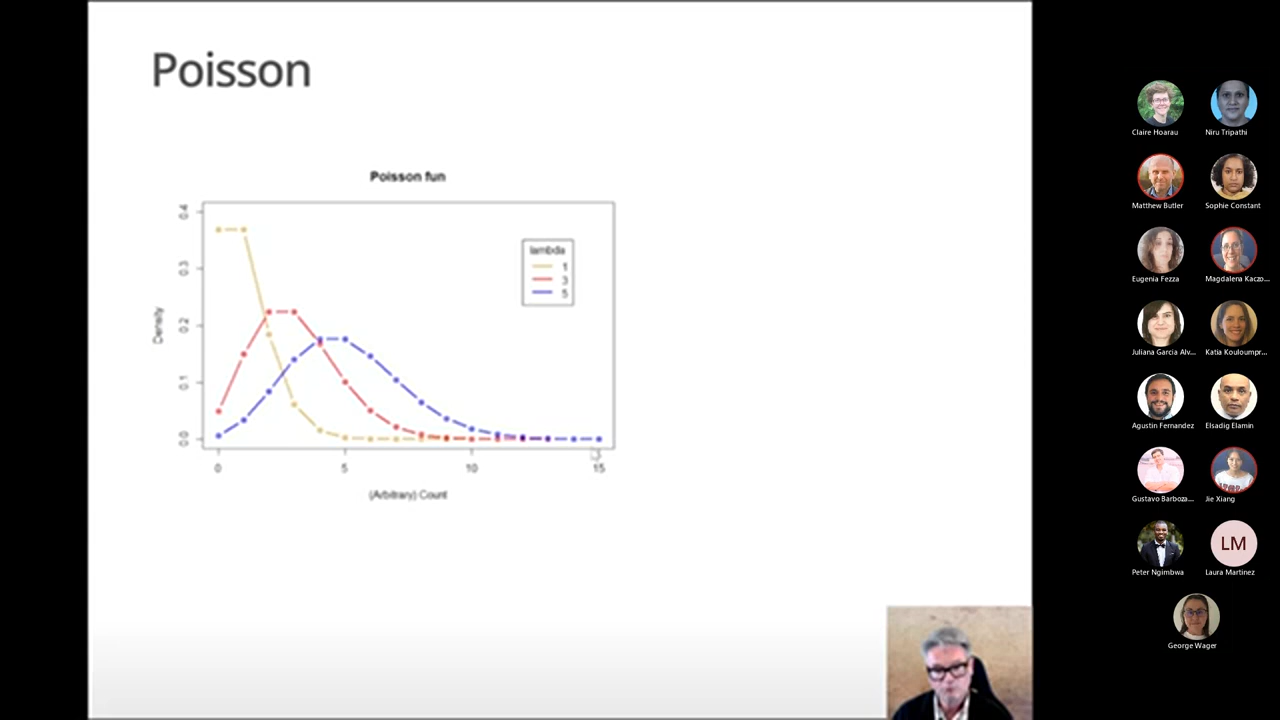 Poisson
Poisson fun
lambda
1
3
5
Density
0.0
0.1
0.2
0.3
0.4
0
5
10
15
(Arbitrary) Count
Claire Hoarau
Niru Tripathi
Matthew Butler
Sophie Constant
Eugenia Fezza
Magdalena Kaczo...
Juliana Garcia Alv...
Katia Kouloumpr...
Agustin Fernandez
Elsadig Elamin
Gustavo Barboza...
Jie Xiang
LM
Peter Ngimbwa
Laura Martinez
George Wager